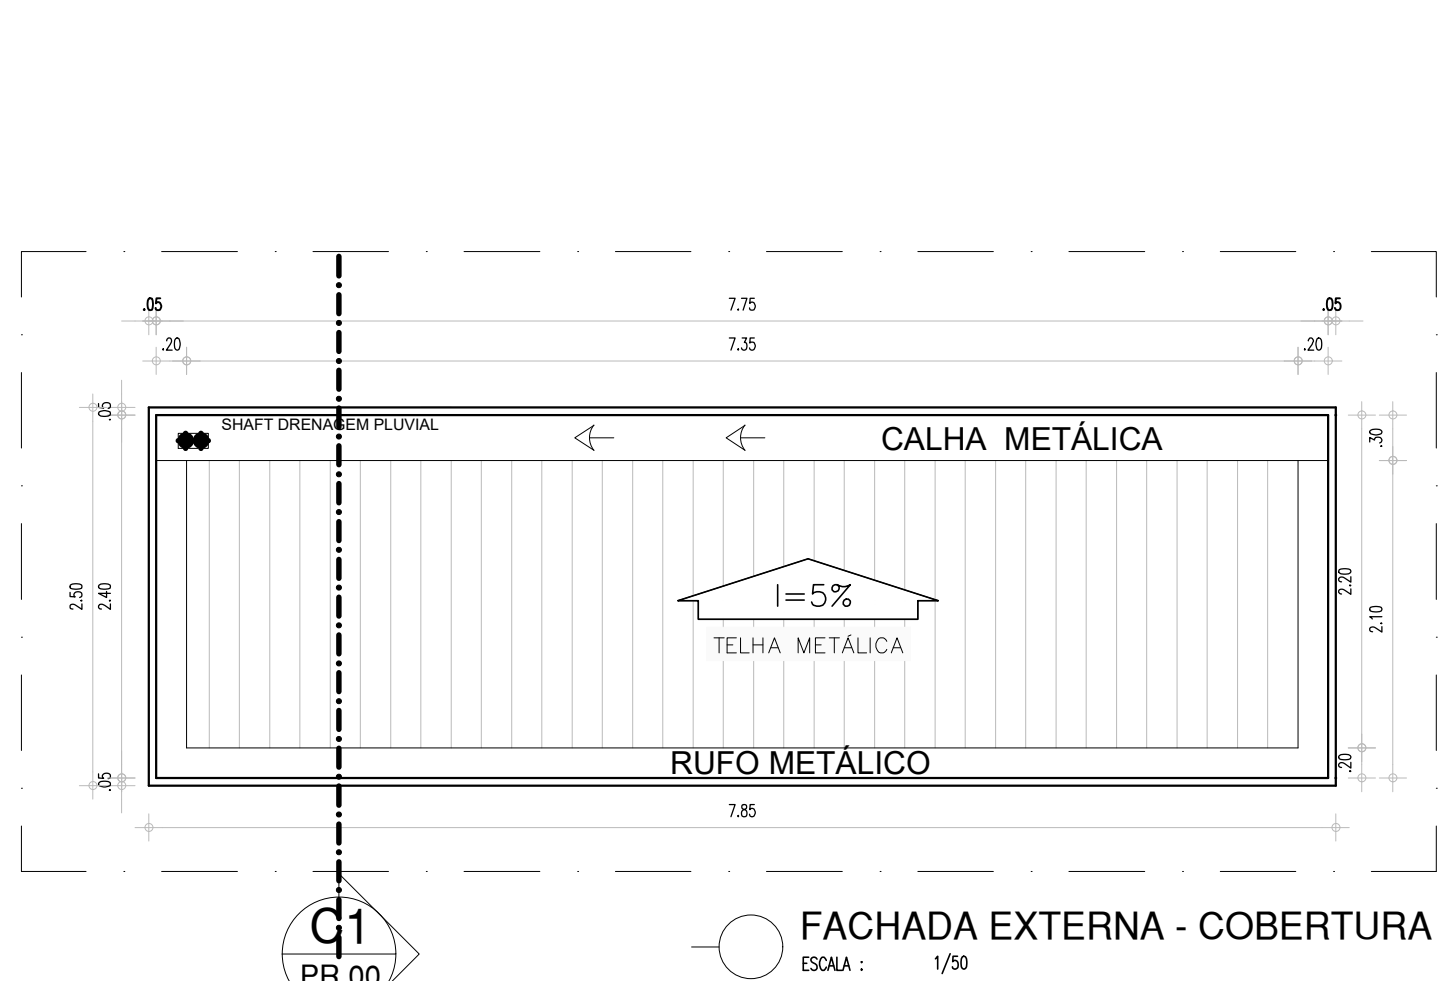 .05 7.75 .05
.20 7.35 .20
.05
SHAFT DRENAGEM PLUVIAL
CALHA METÁLICA
.30
I=5%
2.50
2.40
2.20
2.10
TELHA METÁLICA
RUFO METÁLICO
.20
.05
7.85
C1
PR 00
FACHADA EXTERNA - COBERTURA
ESCALA : 1/50